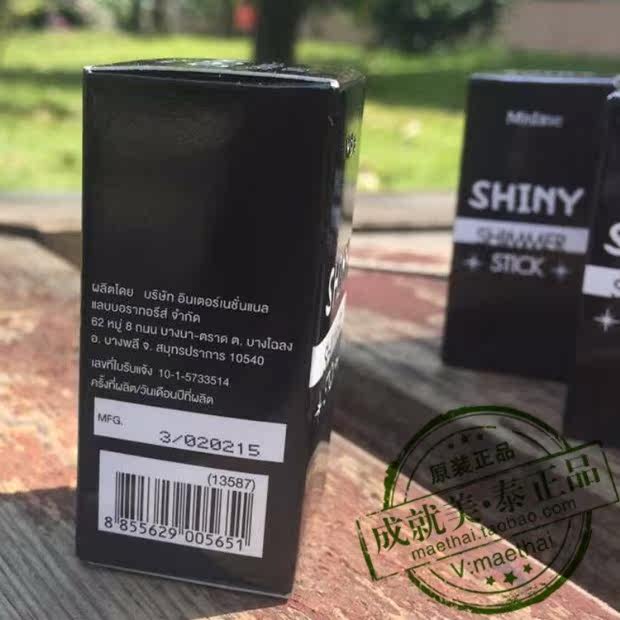 ผลิตโดย บริษัท อินเตอร์เนชั่นแนล
แลบบอราทอรีส์ จำกัด
62 หมู่ 8 ถนน บางนา-ตราด ต. บางโฉลง
อ. บางพลี จ. สมุทรปราการ 10540
เลขที่ใบรับแจ้ง 10-1-5733514
ครั้งที่ผลิต/วันเดือนปีที่ผลิต
MFG.
3/020215
(13587)
8 855629 005651
Mistine
SHINY
SHIMMER
STICK
原装正品
成就美·泰正品
maethai.taobao.com
V:maethai